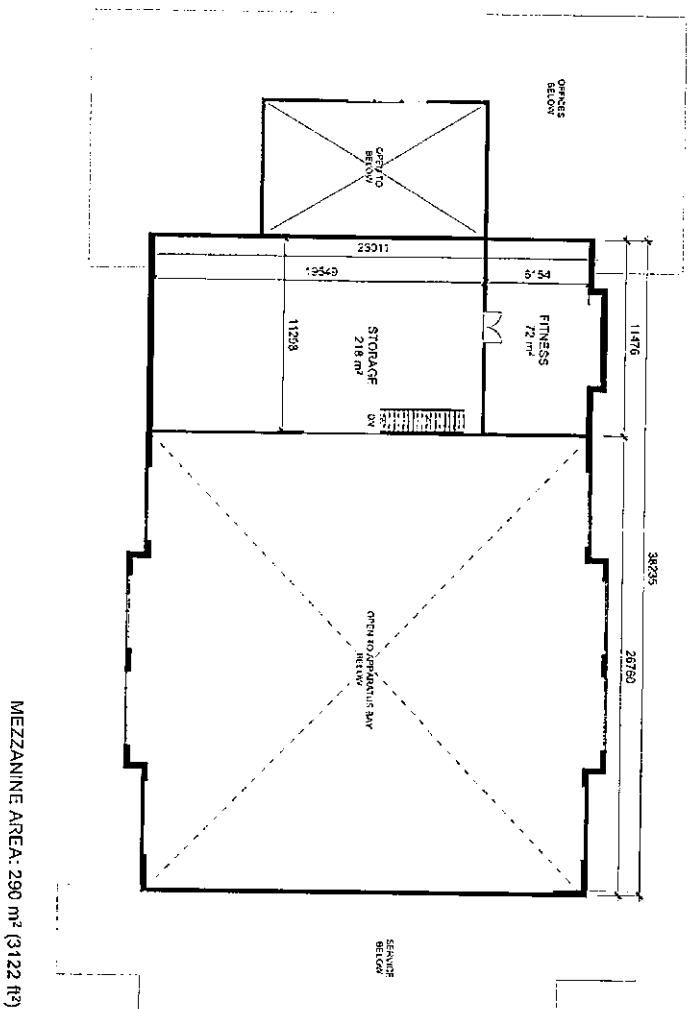 38235
11476
26760
OFFICES
BELOW
FITNESS
72 m²
6154
23011
19549
OPEN TO
BELOW
STORAGE
218 m²
DN
OPEN TO APPARATUS BAY
BELOW
SERVICE
BELOW
11298
MEZZANINE AREA: 290 m² (3122 ft²)